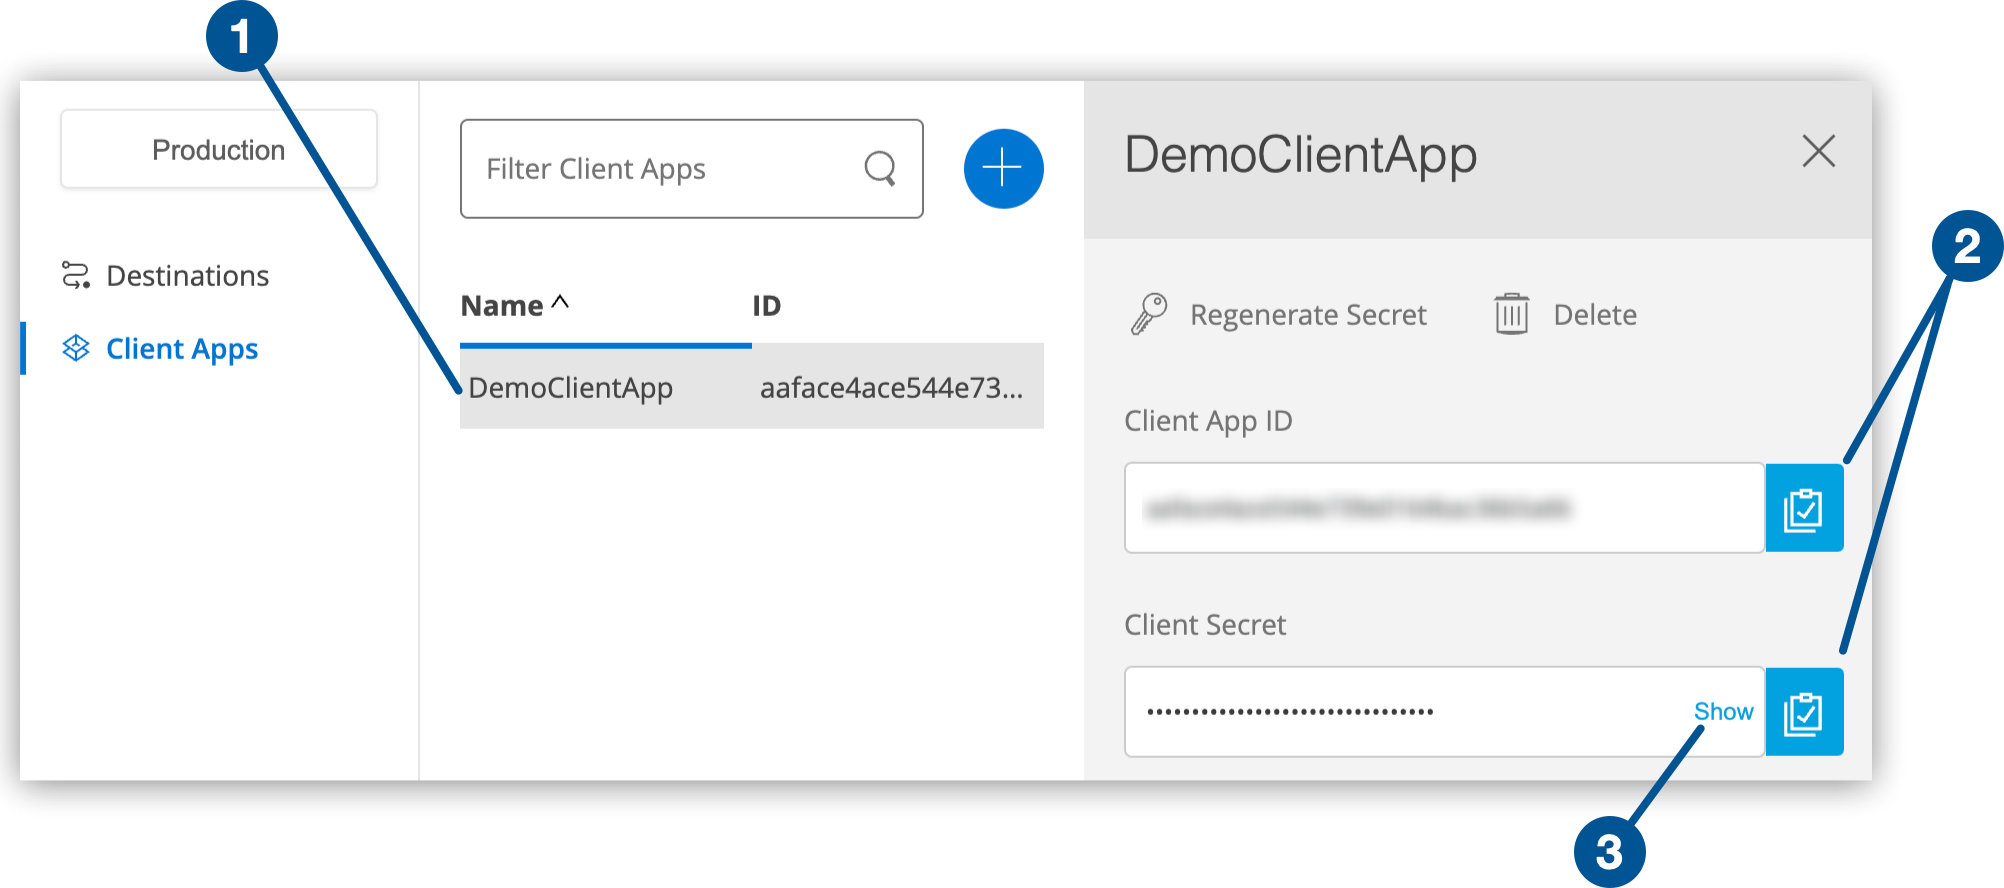 1
Production
Destinations
Client Apps
Filter Client Apps
Name ID
DemoClientApp aaface4ace544e73...
DemoClientApp
Regenerate Secret Delete
2
Client App ID
Client Secret
••••••••••••••••••••••••••••••••
Show
3